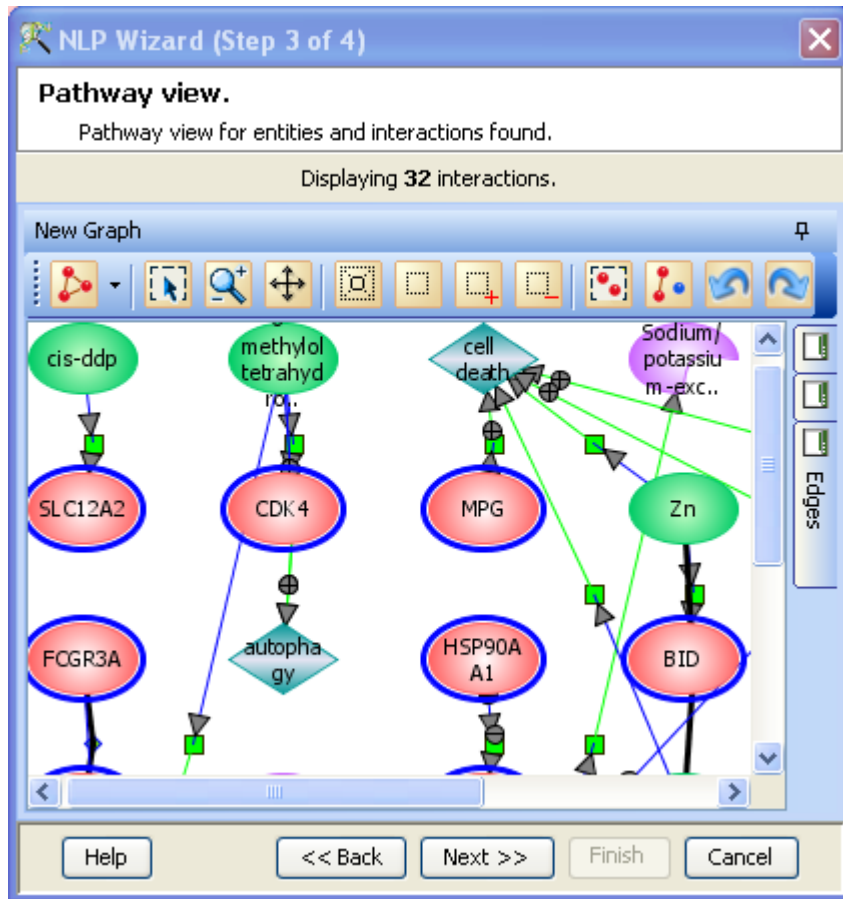 NLP Wizard (Step 3 of 4)
Pathway view.
Pathway view for entities and interactions found.
Displaying 32 interactions.
New Graph
cis-ddp
methylol
tetrahyd
ro..
cell
death
Sodium/
potassiu
m-exc..
SLC12A2
CDK4
MPG
Zn
Edges
FCGR3A
autopha
gy
HSP90A
A1
BID
Help
<< Back
Next >>
Finish
Cancel